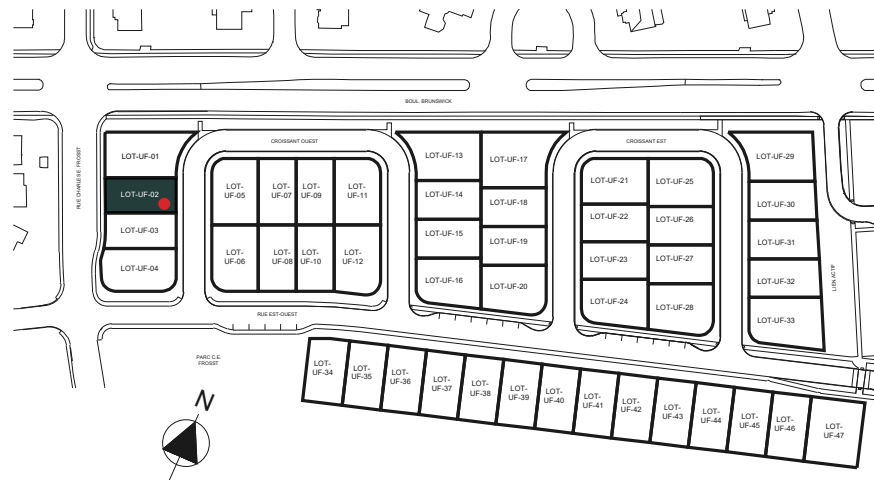 BOUL. BRUNSWICK
RUE CHARLES E. FROSST
CROISSANT OUEST
CROISSANT EST
LOT-UF-01
LOT-UF-02
LOT-UF-03
LOT-UF-04
LOT-
UF-05
LOT-
UF-07
LOT-
UF-09
LOT-
UF-11
LOT-
UF-06
LOT-
UF-08
LOT-
UF-10
LOT-
UF-12
LOT-UF-13
LOT-UF-14
LOT-UF-15
LOT-UF-16
LOT-UF-17
LOT-UF-18
LOT-UF-19
LOT-UF-20
LOT-UF-21
LOT-UF-22
LOT-UF-23
LOT-UF-24
LOT-UF-25
LOT-UF-26
LOT-UF-27
LOT-UF-28
LOT-UF-29
LOT-UF-30
LOT-UF-31
LOT-UF-32
LOT-UF-33
LIEN ACTIF
RUE EST-OUEST
PARC C.E.
FROSST
LOT-
UF-34
LOT-
UF-35
LOT-
UF-36
LOT-
UF-37
LOT-
UF-38
LOT-
UF-39
LOT-
UF-40
LOT-
UF-41
LOT-
UF-42
LOT-
UF-43
LOT-
UF-44
LOT-
UF-45
LOT-
UF-46
LOT-
UF-47
N